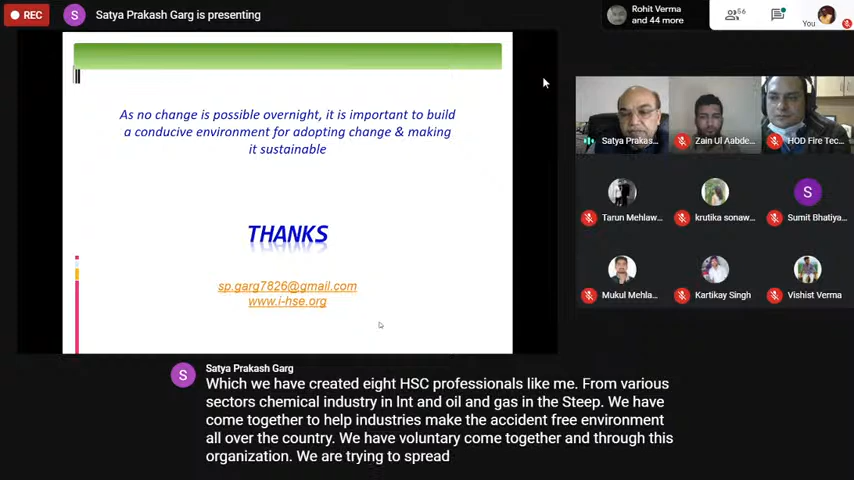 REC
S
Satya Prakash Garg is presenting
Rohit Verma
and 44 more
56
You
As no change is possible overnight, it is important to build
a conducive environment for adopting change & making
it sustainable
THANKS
sp.garg7826@gmail.com
www.i-hse.org
Satya Prakas...
Zain Ul Aabde...
HOD Fire Tec...
Tarun Mehlaw...
krutika sonaw...
S
Sumit Bhatiya...
Mukul Mehla...
Kartikay Singh
Vishist Verma
S
Satya Prakash Garg
Which we have created eight HSC professionals like me. From various
sectors chemical industry in lnt and oil and gas in the Steep. We have
come together to help industries make the accident free environment
all over the country. We have voluntary come together and through this
organization. We are trying to spread